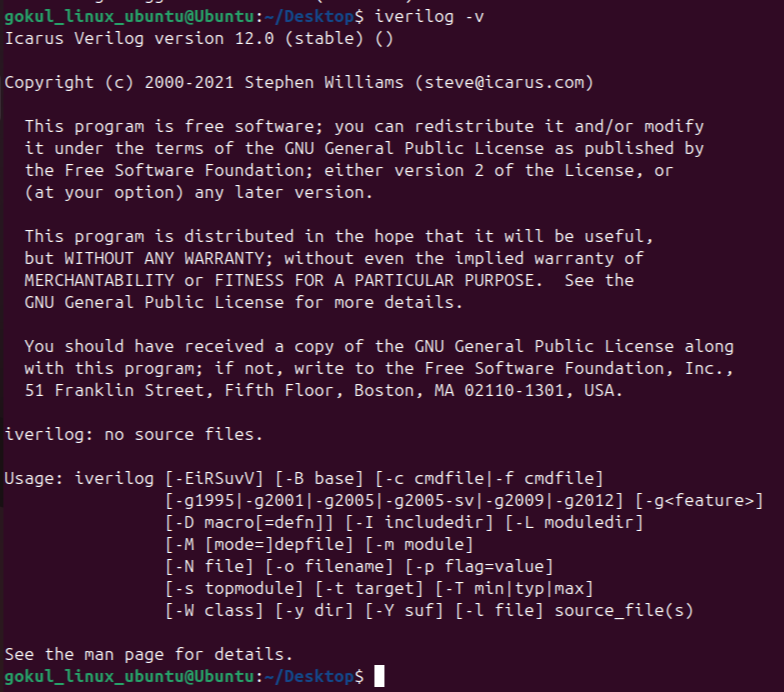 gokul_linux_ubuntu@Ubuntu:~/Desktop$ iverilog -v
Icarus Verilog version 12.0 (stable) ()

Copyright (c) 2000-2021 Stephen Williams (steve@icarus.com)

  This program is free software; you can redistribute it and/or modify
  it under the terms of the GNU General Public License as published by
  the Free Software Foundation; either version 2 of the License, or
  (at your option) any later version.

  This program is distributed in the hope that it will be useful,
  but WITHOUT ANY WARRANTY; without even the implied warranty of
  MERCHANTABILITY or FITNESS FOR A PARTICULAR PURPOSE.  See the
  GNU General Public License for more details.

  You should have received a copy of the GNU General Public License along
  with this program; if not, write to the Free Software Foundation, Inc.,
  51 Franklin Street, Fifth Floor, Boston, MA 02110-1301, USA.

iverilog: no source files.

Usage: iverilog [-EiRSuvV] [-B base] [-c cmdfile|-f cmdfile]
                [-g1995|-g2001|-g2005|-g2005-sv|-g2009|-g2012] [-g<feature>]
                [-D macro[=defn]] [-I includedir] [-L moduledir]
                [-M [mode=]depfile] [-m module]
                [-N file] [-o filename] [-p flag=value]
                [-s topmodule] [-t target] [-T min|typ|max]
                [-W class] [-y dir] [-Y suf] [-l file] source_file(s)

See the man page for details.
gokul_linux_ubuntu@Ubuntu:~/Desktop$